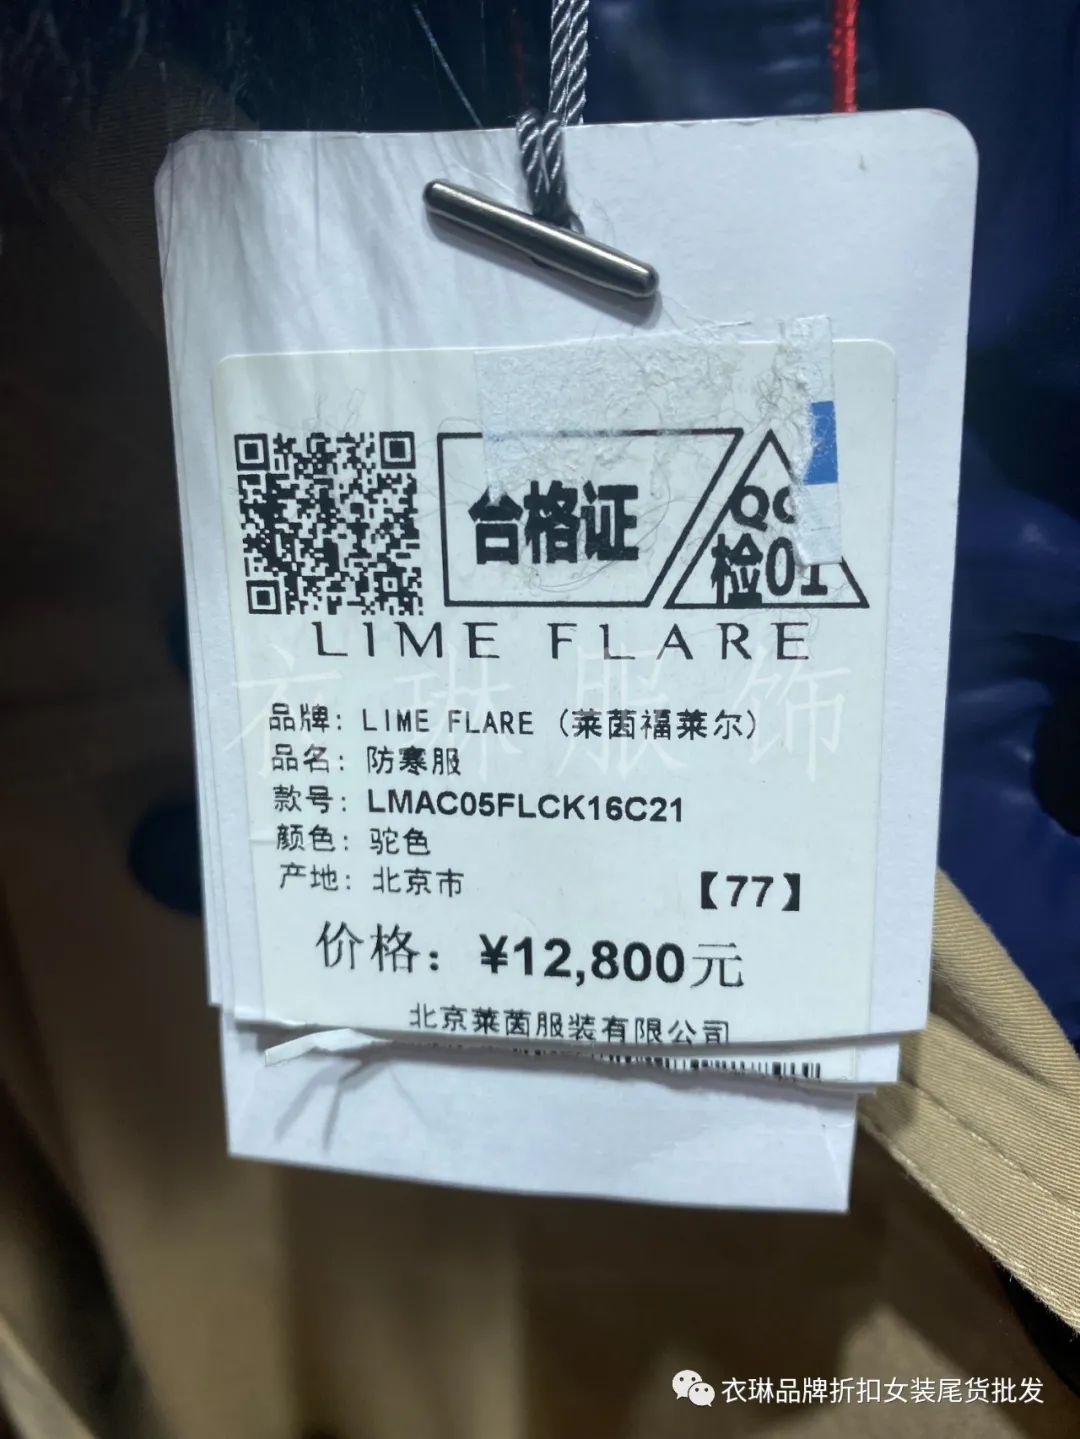 合格证
QC
检01
LIME FLARE
衣琳服饰
品牌：LIME FLARE（莱茵福莱尔）
品名：防寒服
款号：LMAC05FLCK16C21
颜色：驼色
产地：北京市
【77】
价格：¥12,800元
北京莱茵服装有限公司
衣琳品牌折扣女装尾货批发